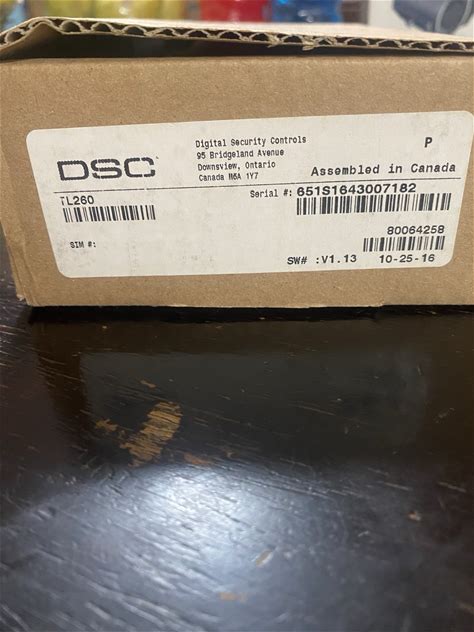 Digital Security Controls
95 Bridgeland Avenue
Downsview, Ontario
Canada M6A 1Y7
P
DSC
Assembled in Canada
TL260
Serial #: 651S1643007182
SIM #:
80064258
SW# :V1.13 10-25-16